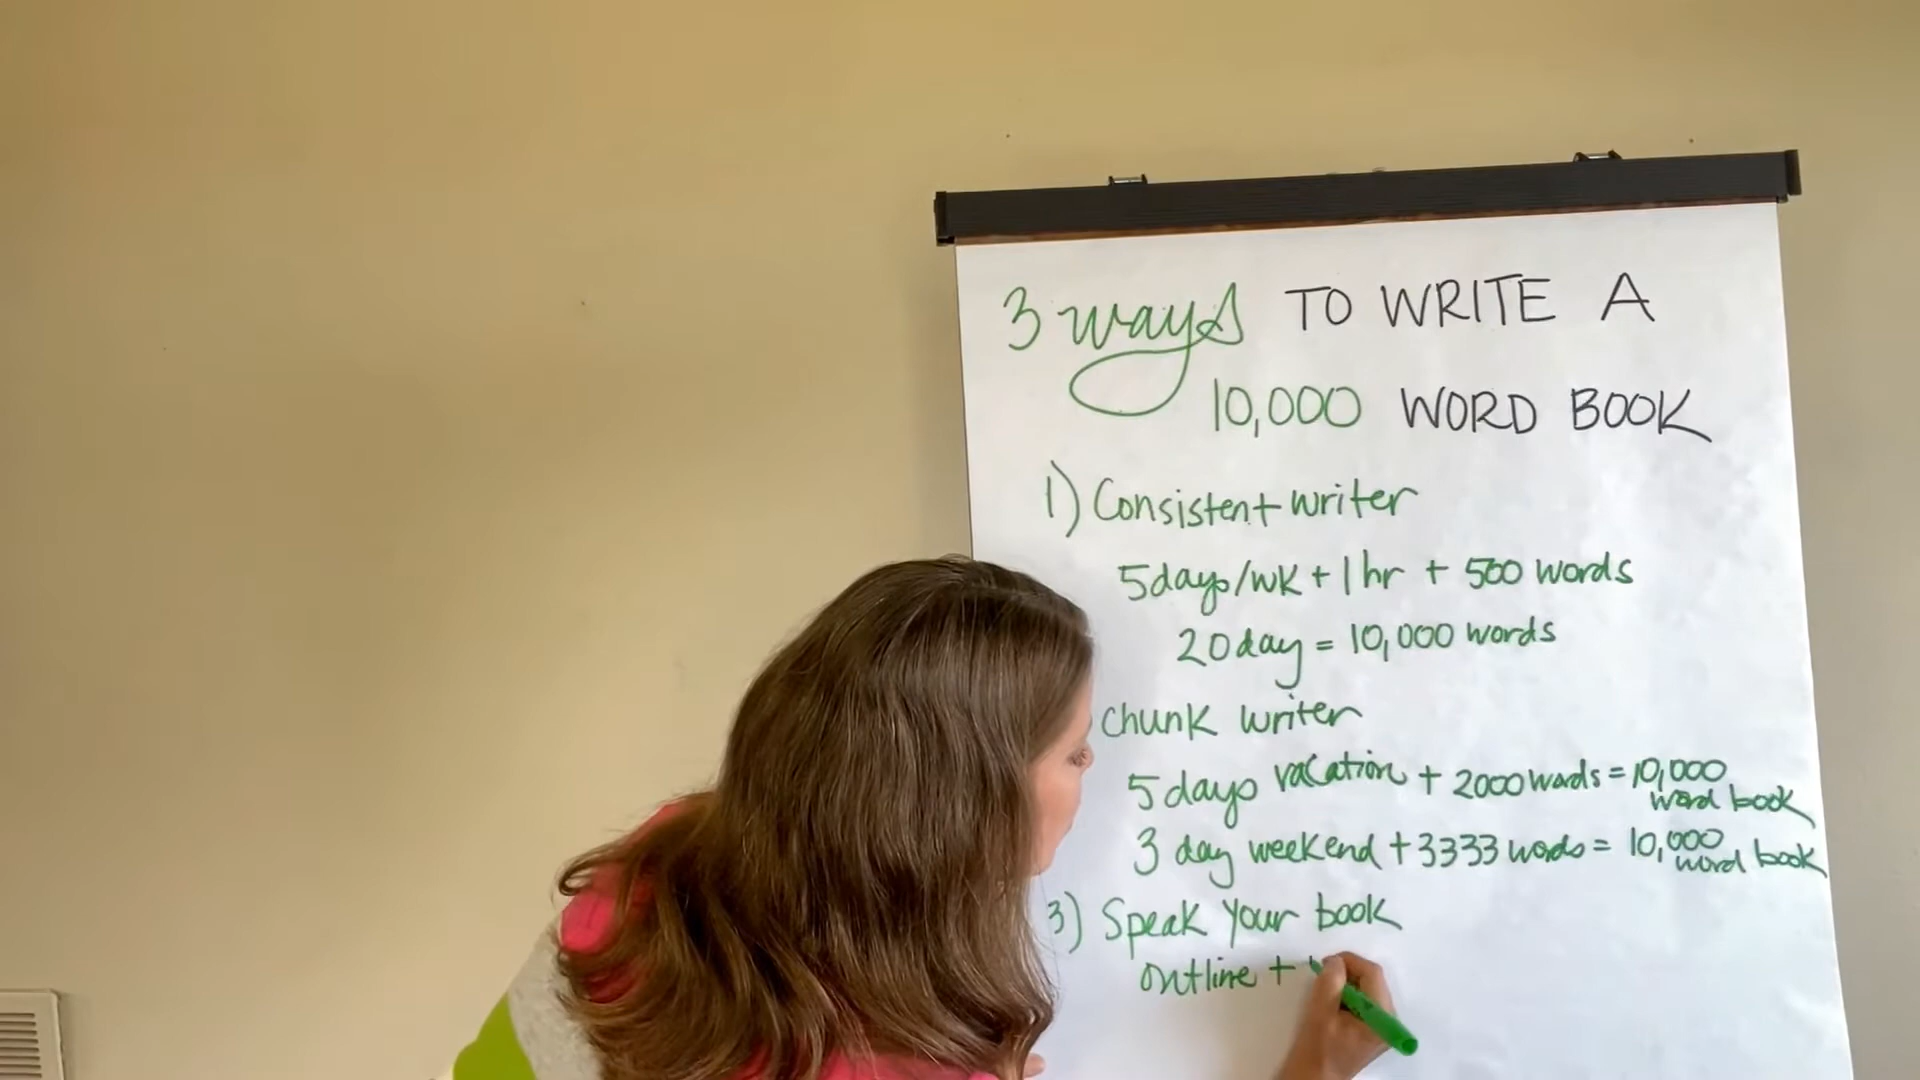 3 ways TO WRITE A
10,000 WORD BOOK
1) Consistent writer
5 days/wk + 1 hr + 500 words
20 day = 10,000 words
chunk writer
5 days vacation + 2000 words = 10,000
word book
3 day weekend + 3333 words = 10,000
word book
3) Speak your book
outline +